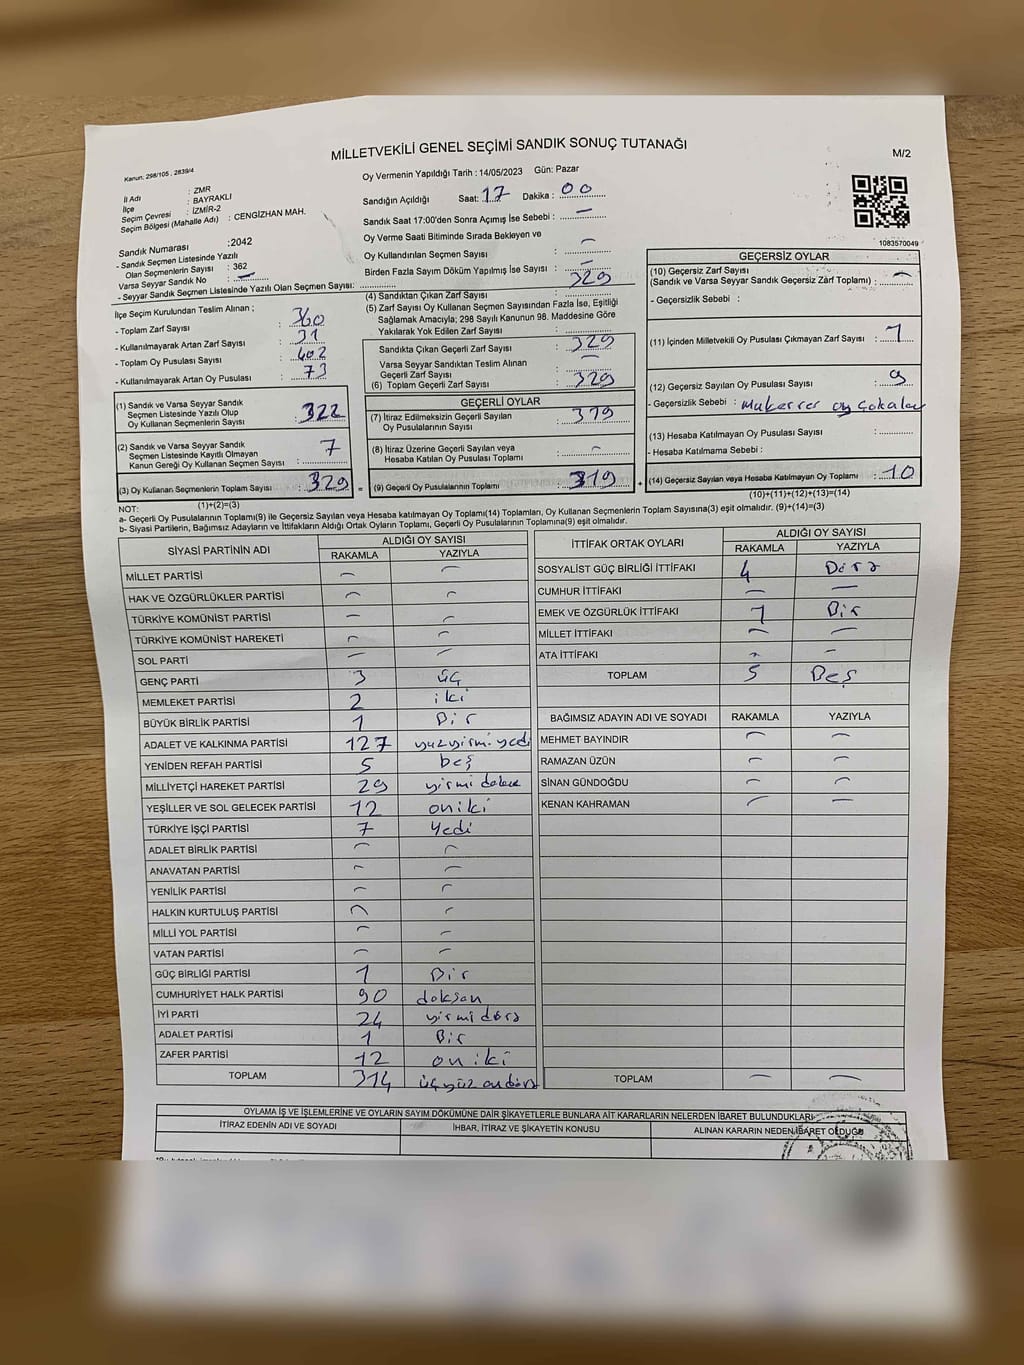 MİLLETVEKİLİ GENEL SEÇİMİ SANDIK SONUÇ TUTANAĞI
M/2
Kanun: 298/105 , 2839/4
Oy Vermenin Yapıldığı Tarih : 14/05/2023 Gün: Pazar
İl Adı : ZMR
İlçe : BAYRAKLI
Seçim Çevresi : İZMİR-2
Seçim Bölgesi (Mahalle Adı) : CENGİZHAN MAH.
Sandık Numarası :2042
- Sandık Seçmen Listesinde Yazılı
Olan Seçmenlerin Sayısı : 362
Varsa Seyyar Sandık No : –
- Seyyar Sandık Seçmen Listesinde Yazılı Olan Seçmen Sayısı:
İlçe Seçim Kurulundan Teslim Alınan ;
- Toplam Zarf Sayısı : 360
- Kullanılmayarak Artan Zarf Sayısı : 31
- Toplam Oy Pusulası Sayısı : 402
- Kullanılmayarak Artan Oy Pusulası : 73
(1) Sandık ve Varsa Seyyar Sandık
Seçmen Listesinde Yazılı Olup
Oy Kullanan Seçmenlerin Sayısı : 322
(2) Sandık ve Varsa Seyyar Sandık
Seçmen Listesinde Kayıtlı Olmayan
Kanun Gereği Oy Kullanan Seçmen Sayısı : 7
(3) Oy Kullanan Seçmenlerin Toplam Sayısı : 329
(1)+(2)=(3)
Sandığın Açıldığı Saat: 17 Dakika : 00
Sandık Saat 17:00'den Sonra Açımış İse Sebebi : –
Oy Verme Saati Bitiminde Sırada Bekleyen ve
Oy Kullandırılan Seçmen Sayısı : –
Birden Fazla Sayım Döküm Yapılmış İse Sayısı : –
(4) Sandıktan Çıkan Zarf Sayısı : 329
(5) Zarf Sayısı Oy Kullanan Seçmen Sayısından Fazla İse, Eşitliği
Sağlamak Amacıyla; 298 Sayılı Kanunun 98. Maddesine Göre
Yakılarak Yok Edilen Zarf Sayısı :
Sandıkta Çıkan Geçerli Zarf Sayısı : 329
Varsa Seyyar Sandıktan Teslim Alınan
Geçerli Zarf Sayısı : –
(6) Toplam Geçerli Zarf Sayısı : 329
GEÇERLİ OYLAR
(7) İtiraz Edilmeksizin Geçerli Sayılan
Oy Pusulalarının Sayısı : 319
(8) İtiraz Üzerine Geçerli Sayılan veya
Hesaba Katılan Oy Pusulası Toplamı : –
= (9) Geçerli Oy Pusulalarının Toplamı : 319
1083570049
GEÇERSİZ OYLAR
(10) Geçersiz Zarf Sayısı
(Sandık ve Varsa Seyyar Sandık Geçersiz Zarf Toplamı) : –
- Geçersizlik Sebebi :
(11) İçinden Milletvekili Oy Pusulası Çıkmayan Zarf Sayısı : 1
(12) Geçersiz Sayılan Oy Pusulası Sayısı : 9
- Geçersizlik Sebebi : Mükerrer oy
(13) Hesaba Katılmayan Oy Pusulası Sayısı :
- Hesaba Katılmama Sebebi :
+ (14) Geçersiz Sayılan veya Hesaba Katılmayan Oy Toplamı : 10
(10)+(11)+(12)+(13)=(14)
NOT:
a- Geçerli Oy Pusulalarının Toplamı(9) ile Geçersiz Sayılan veya Hesaba katılmayan Oy Toplamı(14) Toplamları, Oy Kullanan Seçmenlerin Toplam Sayısına(3) eşit olmalıdır. (9)+(14)=(3)
b- Siyasi Partilerin, Bağımsız Adayların ve İttifakların Aldığı Ortak Oyların Toplamı, Geçerli Oy Pusulalarının Toplamına(9) eşit olmalıdır.
SİYASİ PARTİNİN ADI ALDIĞI OY SAYISI
RAKAMLA YAZIYLA
MİLLET PARTİSİ – –
HAK VE ÖZGÜRLÜKLER PARTİSİ – –
TÜRKİYE KOMÜNİST PARTİSİ – –
TÜRKİYE KOMÜNİST HAREKETİ – –
SOL PARTİ – –
GENÇ PARTİ 3 üç
MEMLEKET PARTİSİ 2 iki
BÜYÜK BİRLİK PARTİSİ 1 Bir
ADALET VE KALKINMA PARTİSİ 127 yüzyirmi yedi
YENİDEN REFAH PARTİSİ 5 beş
MİLLİYETÇİ HAREKET PARTİSİ 29 yirmi dokuz
YEŞİLLER VE SOL GELECEK PARTİSİ 12 oniki
TÜRKİYE İŞÇİ PARTİSİ 7 Yedi
ADALET BİRLİK PARTİSİ – –
ANAVATAN PARTİSİ – –
YENİLİK PARTİSİ – –
HALKIN KURTULUŞ PARTİSİ – –
MİLLİ YOL PARTİSİ – –
VATAN PARTİSİ – –
GÜÇ BİRLİĞİ PARTİSİ 1 Bir
CUMHURİYET HALK PARTİSİ 90 doksan
İYİ PARTİ 24 yirmi dört
ADALET PARTİSİ 1 Bir
ZAFER PARTİSİ 12 on iki
TOPLAM 314 üçyüz ondört
İTTİFAK ORTAK OYLARI ALDIĞI OY SAYISI
RAKAMLA YAZIYLA
SOSYALİST GÜÇ BİRLİĞİ İTTİFAKI 4 Dört
CUMHUR İTTİFAKI – –
EMEK VE ÖZGÜRLÜK İTTİFAKI 1 Bir
MİLLET İTTİFAKI – –
ATA İTTİFAKI – –
TOPLAM 5 Beş
BAĞIMSIZ ADAYIN ADI VE SOYADI RAKAMLA YAZIYLA
MEHMET BAYINDIR – –
RAMAZAN ÜZÜN – –
SİNAN GÜNDOĞDU – –
KENAN KAHRAMAN – –
TOPLAM – –
OYLAMA İŞ VE İŞLEMLERİNE VE OYLARIN SAYIM DÖKÜMÜNE DAİR ŞİKAYETLERLE BUNLARA AİT KARARLARIN NELERDEN İBARET BULUNDUKLARI
İTİRAZ EDENİN ADI VE SOYADI İHBAR, İTİRAZ VE ŞİKAYETİN KONUSU ALINAN KARARIN NEDEN İBARET OLDUĞU